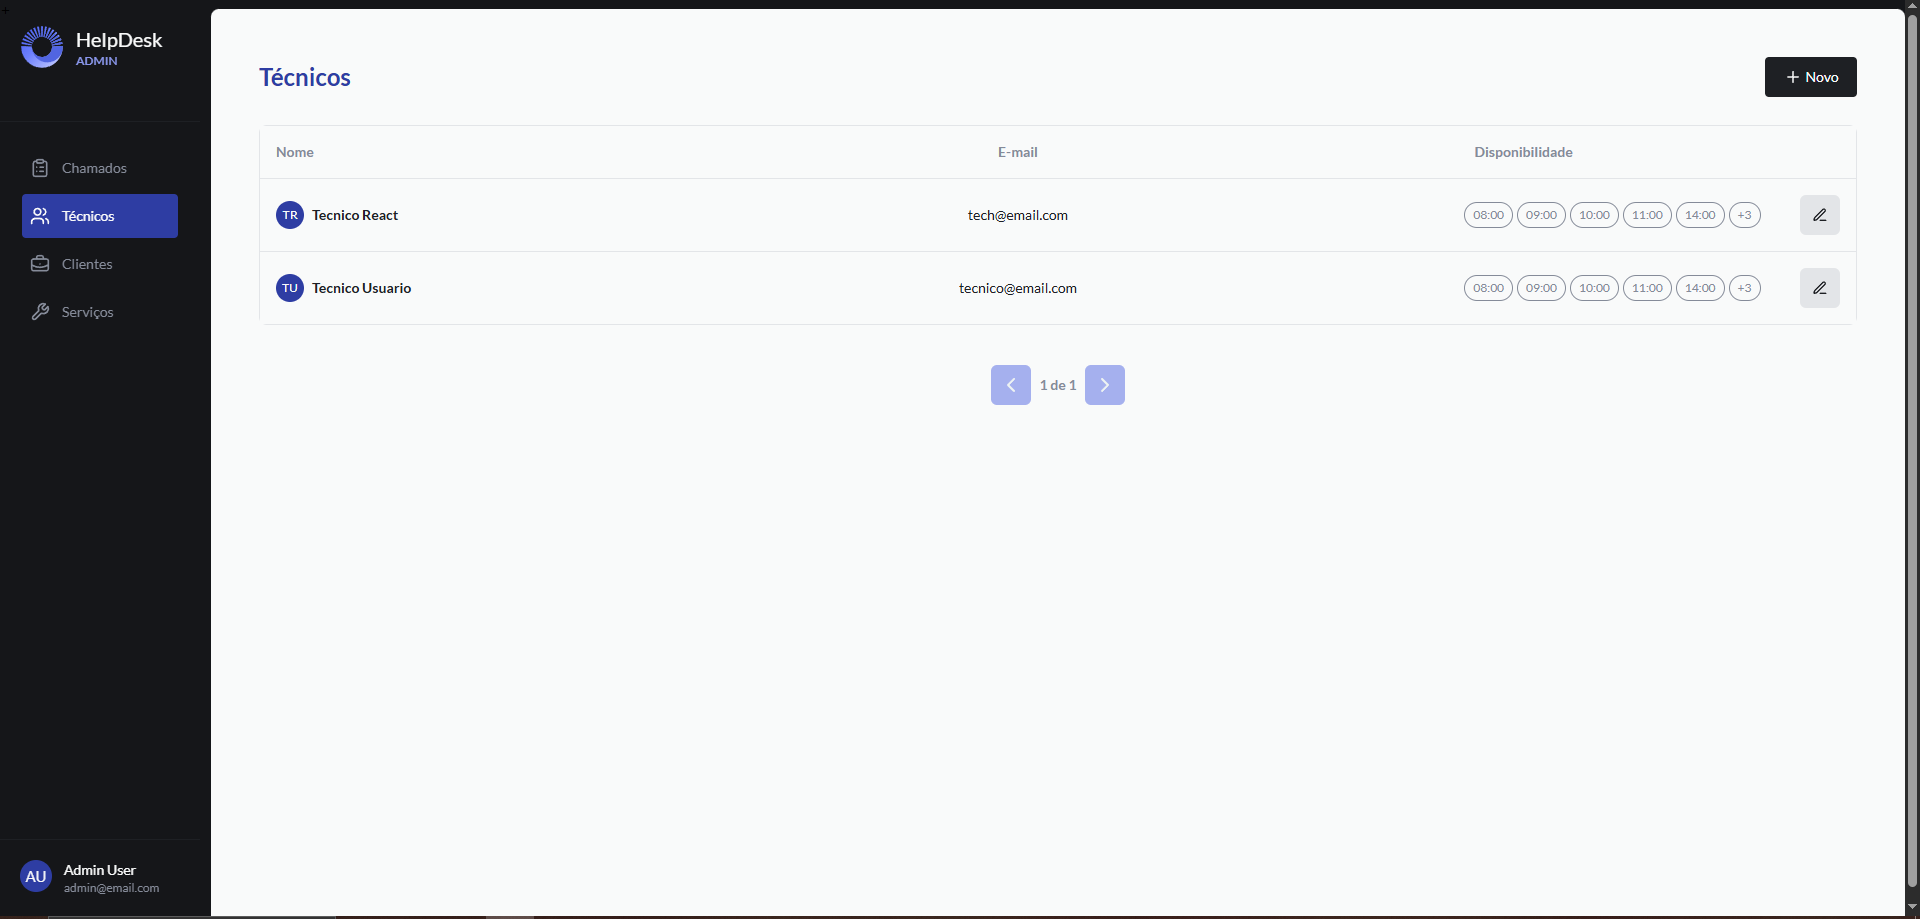 +
HelpDesk
ADMIN
Chamados
Técnicos
Clientes
Serviços
Admin User
AU
admin@email.com
Técnicos
+ Novo
Nome E-mail Disponibilidade
TR Tecnico React tech@email.com 08:00 09:00 10:00 11:00 14:00 +3
TU Tecnico Usuario tecnico@email.com 08:00 09:00 10:00 11:00 14:00 +3
1 de 1